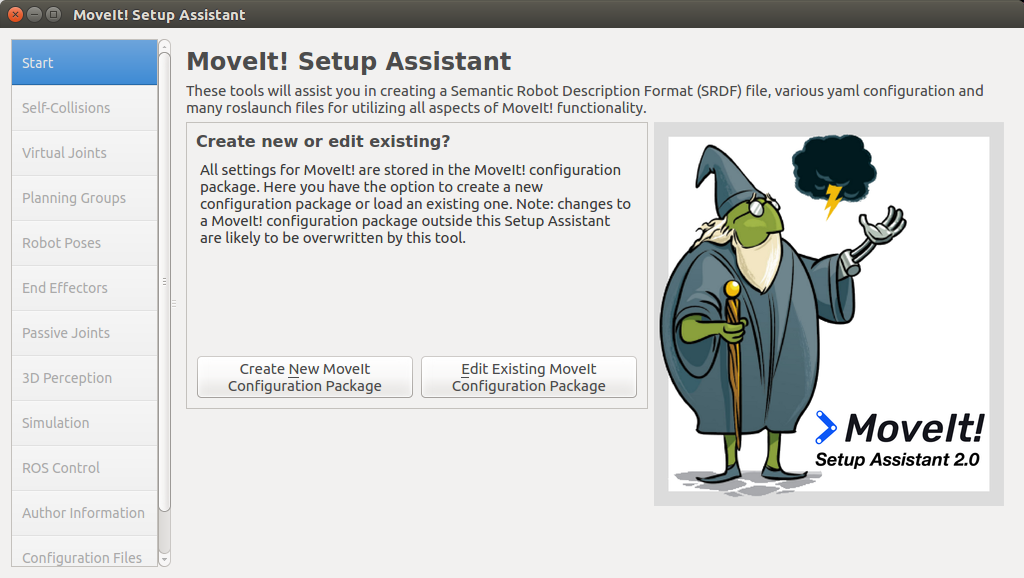 MoveIt! Setup Assistant
Start
Self-Collisions
Virtual Joints
Planning Groups
Robot Poses
End Effectors
Passive Joints
3D Perception
Simulation
ROS Control
Author Information
Configuration Files
MoveIt! Setup Assistant
These tools will assist you in creating a Semantic Robot Description Format (SRDF) file, various yaml configuration and
many roslaunch files for utilizing all aspects of MoveIt! functionality.
Create new or edit existing?
All settings for MoveIt! are stored in the MoveIt! configuration
package. Here you have the option to create a new
configuration package or load an existing one. Note: changes to
a MoveIt! configuration package outside this Setup Assistant
are likely to be overwritten by this tool.
Create New MoveIt
Configuration Package
Edit Existing MoveIt
Configuration Package
MoveIt!
Setup Assistant 2.0